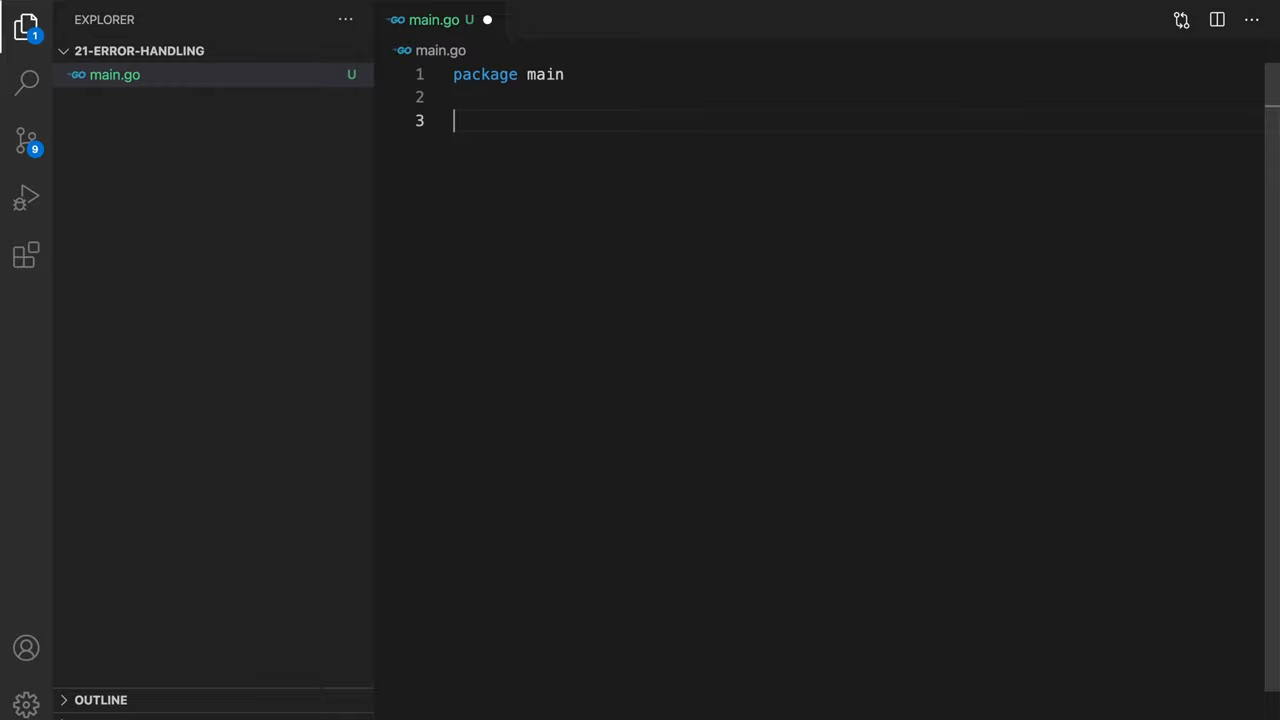 EXPLORER
21-ERROR-HANDLING
main.go U
1
9
OUTLINE
main.go U
main.go
1 package main
2
3